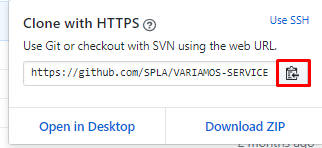 Clone with HTTPS
Use SSH
Use Git or checkout with SVN using the web URL.
https://github.com/SPLA/VARIAMOS-SERVICE
Open in Desktop
Download ZIP
2 months ago